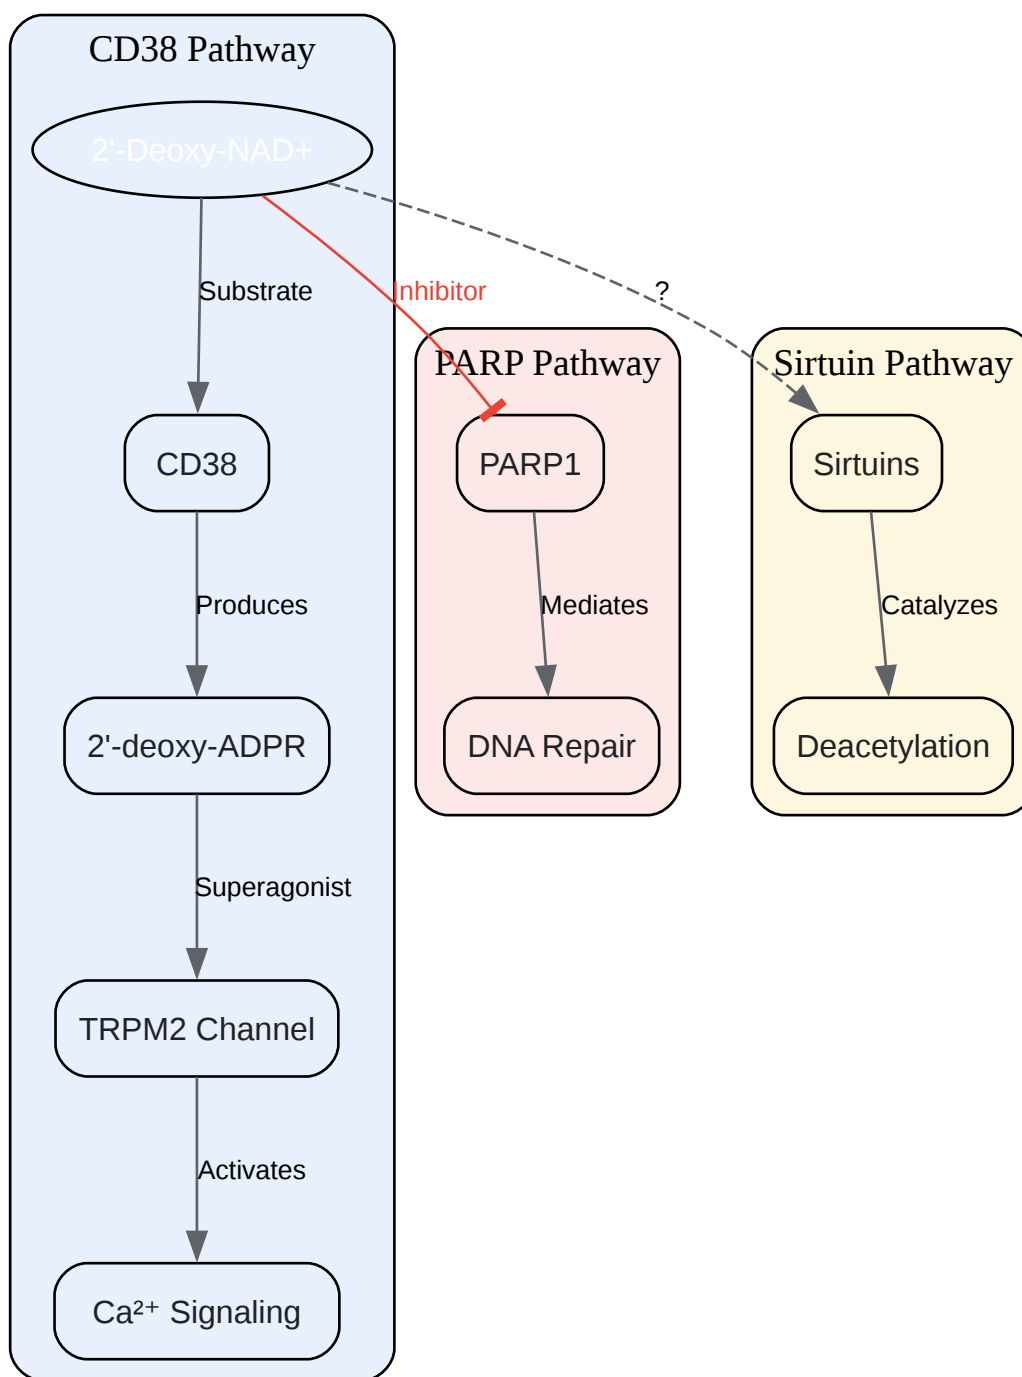 CD38 Pathway
2'-Deoxy-NAD+
Substrate
Inhibitor
?
PARP Pathway
Sirtuin Pathway
CD38
PARP1
Sirtuins
Produces
Mediates
Catalyzes
2'-deoxy-ADPR
DNA Repair
Deacetylation
Superagonist
TRPM2 Channel
Activates
Ca²⁺ Signaling